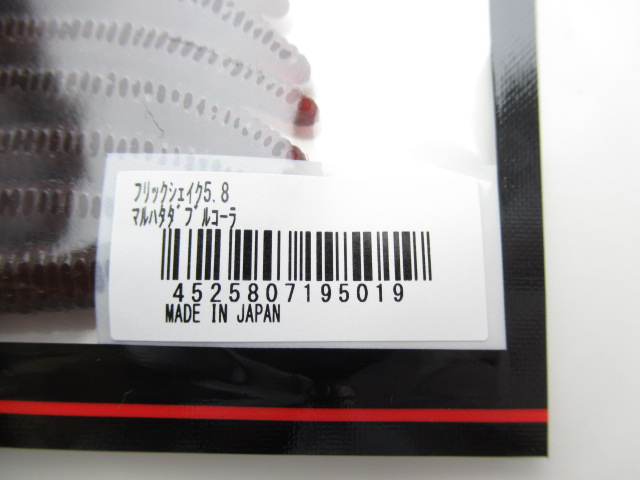 ﾌﾘｯｸｼｪｲｸ5.8
ﾏﾙﾊﾀﾀﾞﾌﾞﾙｺｰﾗ
4525807195019
MADE IN JAPAN